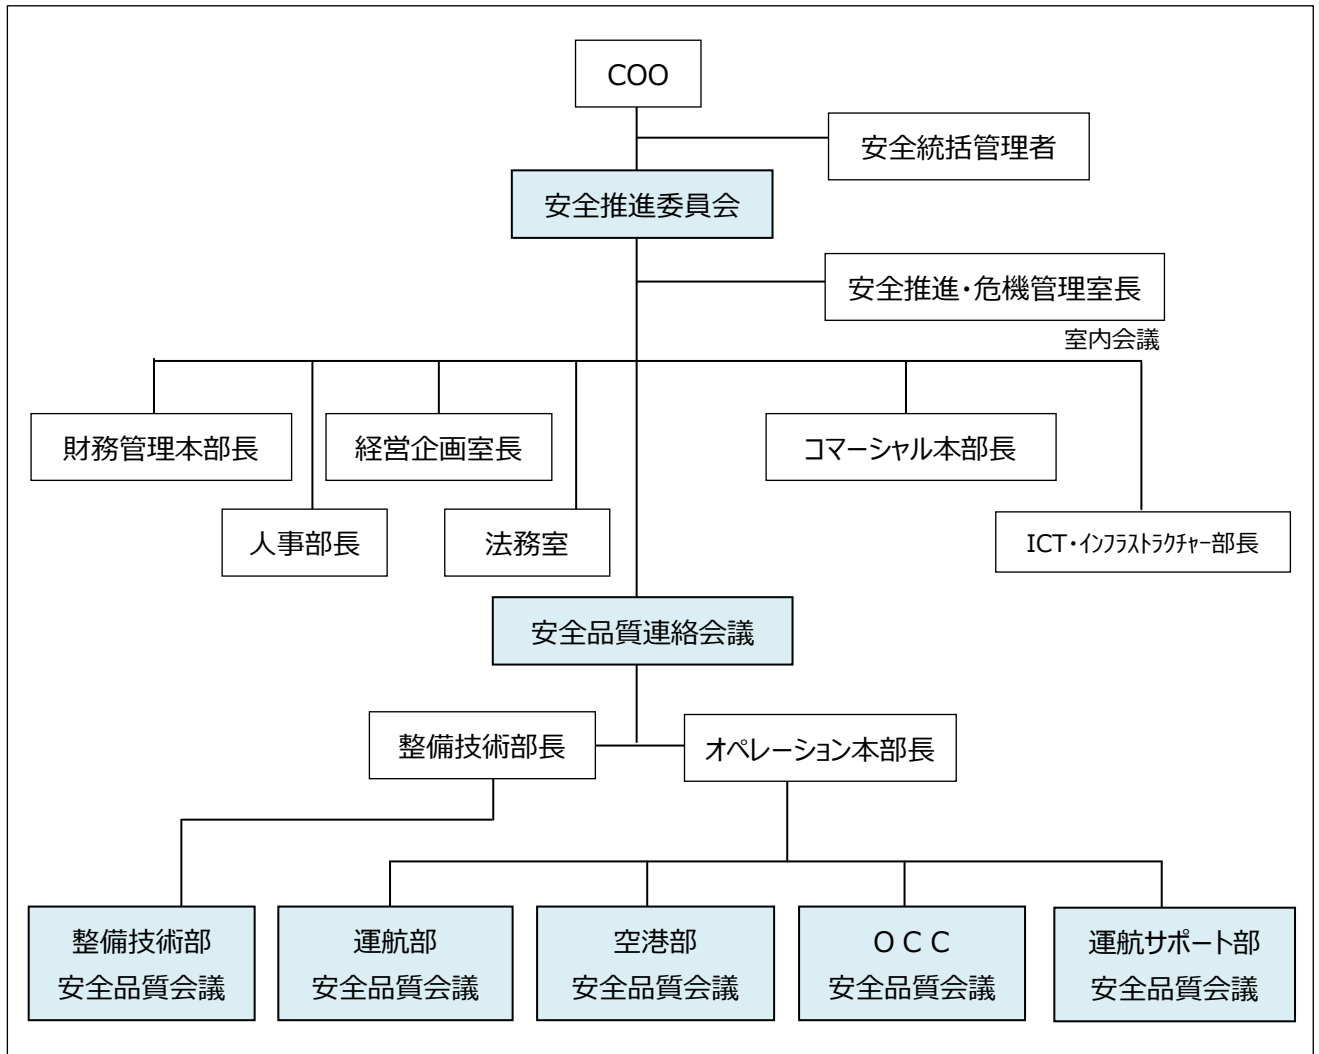 COO
安全統括管理者
安全推進委員会
安全推進・危機管理室長
室内会議
財務管理本部長
経営企画室長
コマーシャル本部長
人事部長
法務室
ICT・インフラストラクチャー部長
安全品質連絡会議
整備技術部長
オペレーション本部長
整備技術部
安全品質会議
運航部
安全品質会議
空港部
安全品質会議
ＯＣＣ
安全品質会議
運航サポート部
安全品質会議